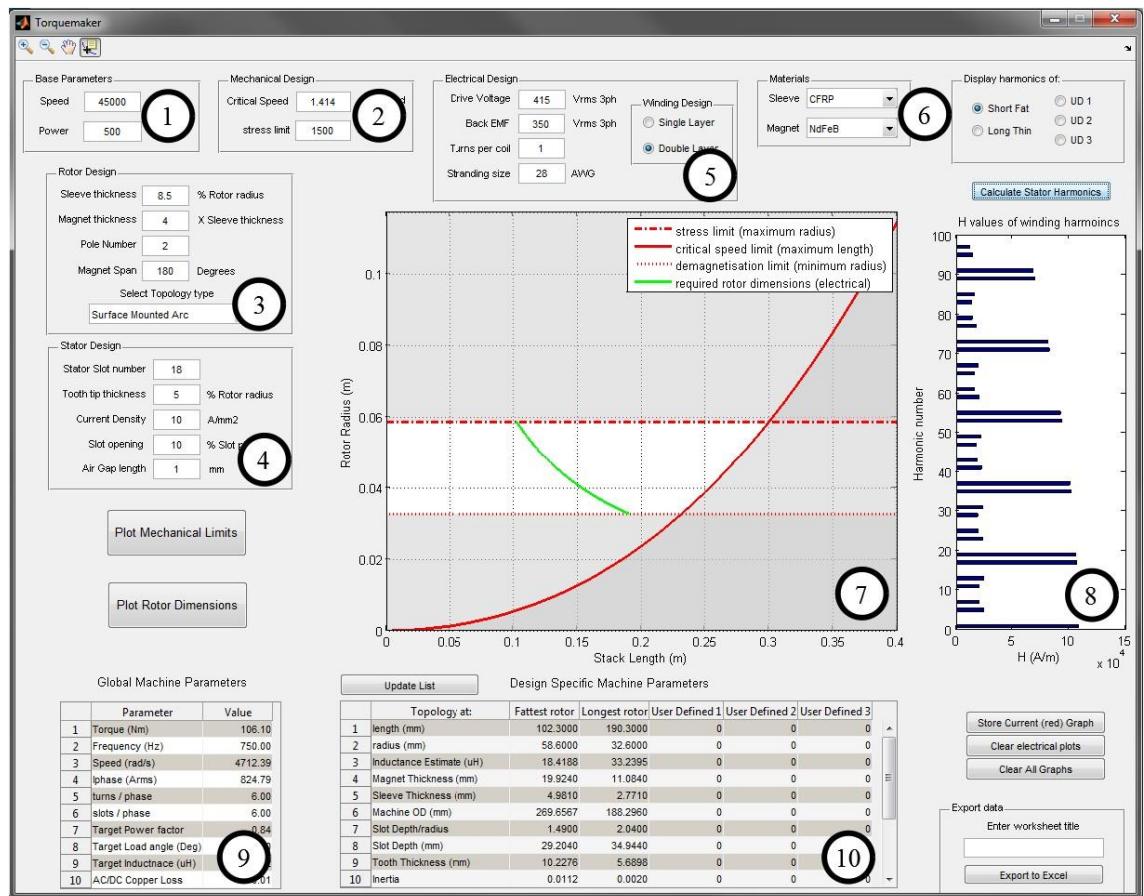 Torquemaker
Base Parameters
Speed 45000
Power 500
1
Mechanical Design
Critical Speed 1.414
stress limit 1500
2
Electrical Design
Drive Voltage 415 Vrms 3ph
Back EMF 350 Vrms 3ph
Turns per coil 1
Stranding size 28 AWG
Winding Design
Single Layer
Double Layer
5
Materials
Sleeve CFRP
Magnet NdFeB
6
Display harmonics of:
Short Fat
Long Thin
UD 1
UD 2
UD 3
Calculate Stator Harmonics
Rotor Design
Sleeve thickness 8.5 % Rotor radius
Magnet thickness 4 X Sleeve thickness
Pole Number 2
Magnet Span 180 Degrees
Select Topology type
Surface Mounted Arc
3
Stator Design
Stator Slot number 18
Tooth tip thickness 5 % Rotor radius
Current Density 10 A/mm2
Slot opening 10 % Slot
Air Gap length 1 mm
4
Plot Mechanical Limits
Plot Rotor Dimensions
stress limit (maximum radius)
critical speed limit (maximum length)
demagnetisation limit (minimum radius)
required rotor dimensions (electrical)
0.1
0.08
0.06
0.04
0.02
0
Rotor Radius (m)
0 0.05 0.1 0.15 0.2 0.25 0.3 0.35 0.4
Stack Length (m)
7
H values of winding harmoincs
100
90
80
70
60
50
40
30
20
10
0
Harmonic number
0 5 10 15
H (A/m)
x 10^4
8
Global Machine Parameters
Parameter Value
1 Torque (Nm) 106.10
2 Frequency (Hz) 750.00
3 Speed (rad/s) 4712.39
4 Iphase (Arms) 824.79
5 turns / phase 6.00
6 slots / phase 6.00
7 Target Power factor 0.84
8 Target Load angle (Deg)
9 Target Inductnace (uH)
10 AC/DC Copper Loss .01
9
Update List
Design Specific Machine Parameters
Topology at: Fattest rotor Longest rotor User Defined 1 User Defined 2 User Defined 3
1 length (mm) 102.3000 190.3000 0 0 0
2 radius (mm) 58.6000 32.6000 0 0 0
3 Inductance Estimate (uH) 18.4188 33.2395 0 0 0
4 Magnet Thickness (mm) 19.9240 11.0840 0 0 0
5 Sleeve Thickness (mm) 4.9810 2.7710 0 0 0
6 Machine OD (mm) 269.6567 188.2960 0 0 0
7 Slot Depth/radius 1.4900 2.0400 0 0 0
8 Slot Depth (mm) 29.2040 34.9440 0 0
9 Tooth Thickness (mm) 10.2276 5.6898 0 0
10 Inertia 0.0112 0.0020 0 0
10
Store Current (red) Graph
Clear electrical plots
Clear All Graphs
Export data
Enter worksheet title
Export to Excel